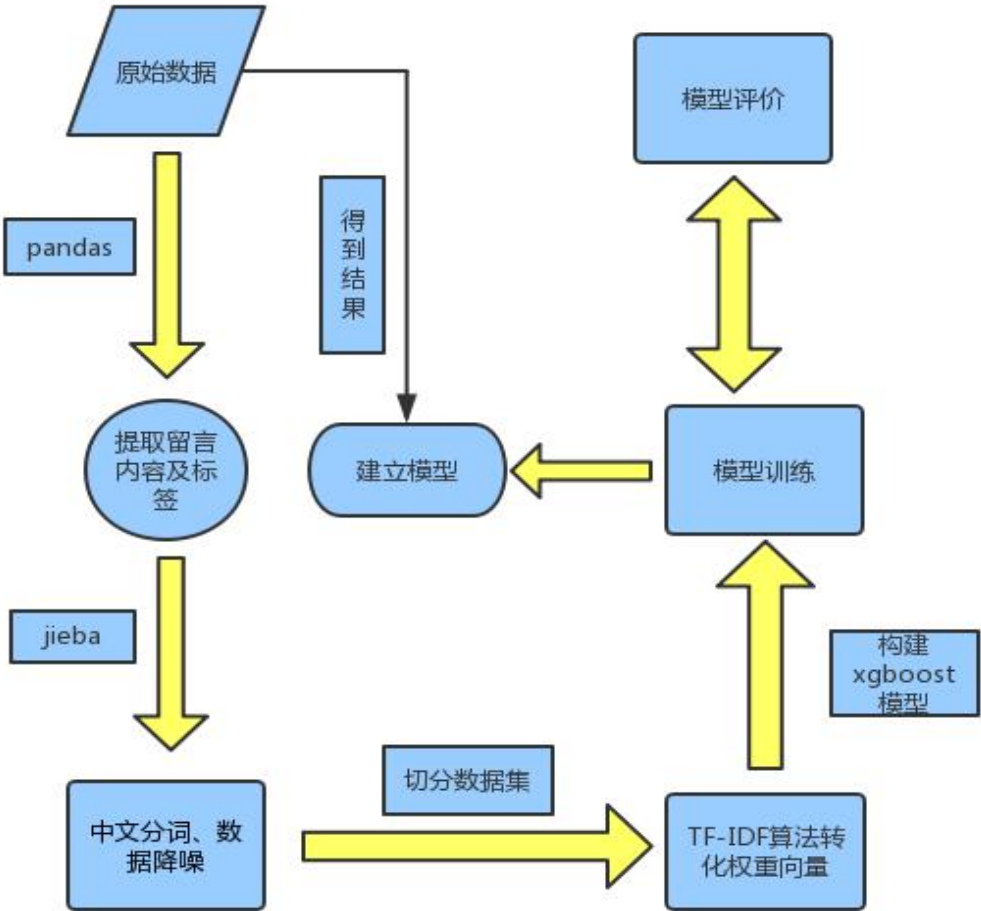 原始数据
模型评价
pandas
得
到
结
果
提取留言
内容及标
签
建立模型
模型训练
jieba
构建
xgboost
模型
切分数据集
中文分词、数
据降噪
TF-IDF算法转
化权重向量